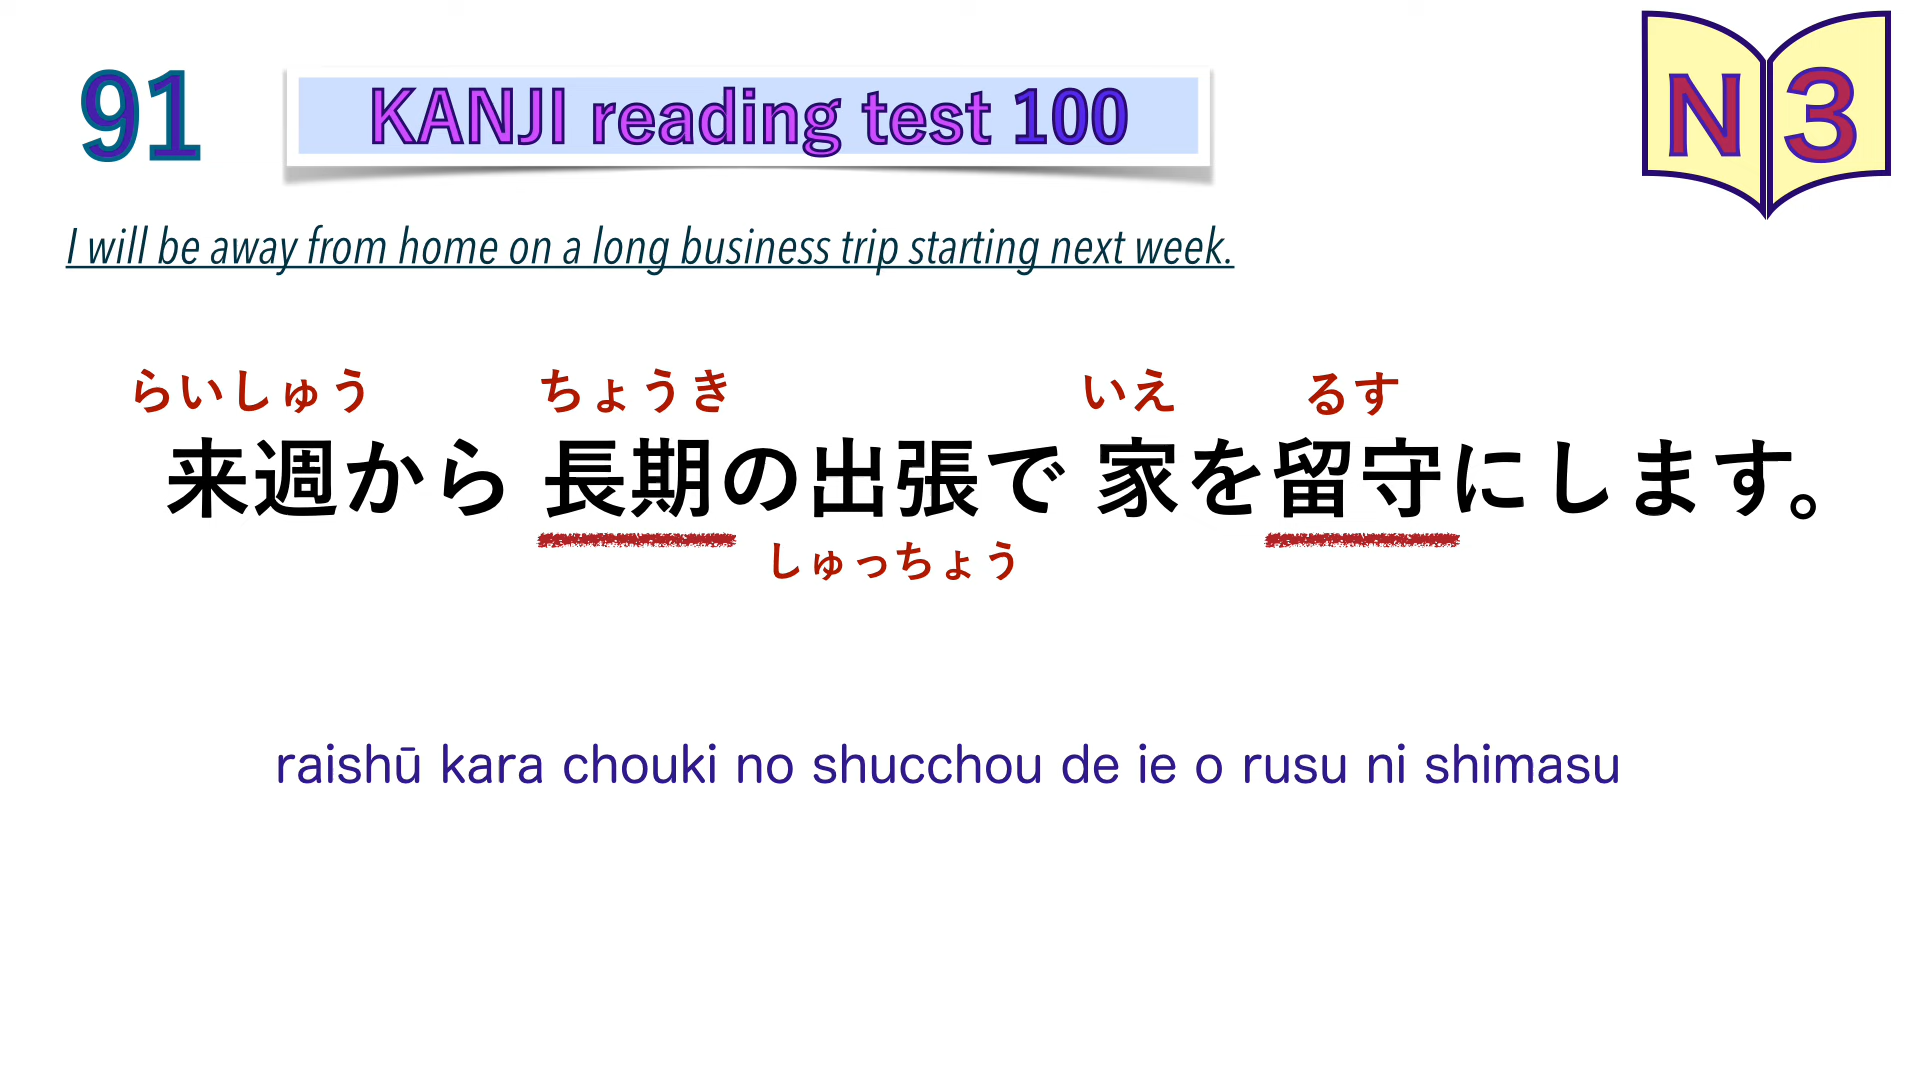 91
KANJI reading test 100
N3
I will be away from home on a long business trip starting next week.
らいしゅう ちょうき いえ るす
来週から 長期の出張で 家を留守にします。
しゅっちょう
raishū kara chouki no shucchou de ie o rusu ni shimasu